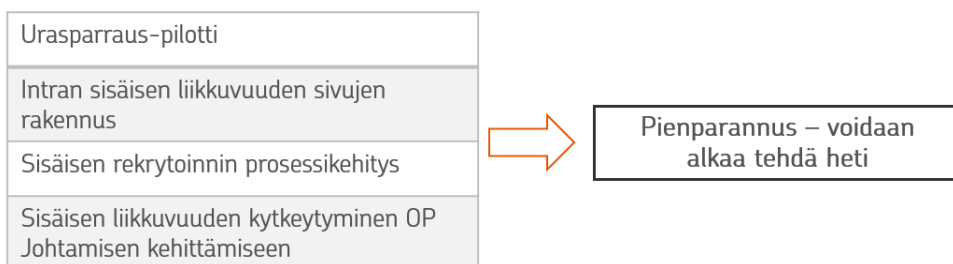 Urasparraus-pilotti
Intran sisäisen liikkuvuuden sivujen
rakennus
Sisäisen rekrytoinnin prosessikehitys
Sisäisen liikkuvuuden kytkeytyminen OP
Johtamisen kehittämiseen
Pienparannus – voidaan
alkaa tehdä heti